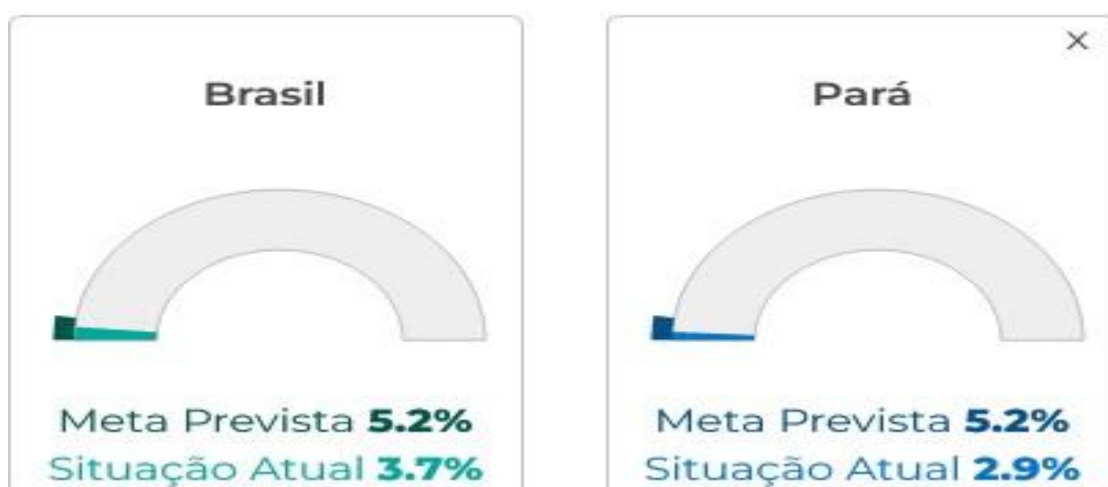 Brasil
Meta Prevista 5.2%
Situação Atual 3.7%
Pará
Meta Prevista 5.2%
Situação Atual 2.9%